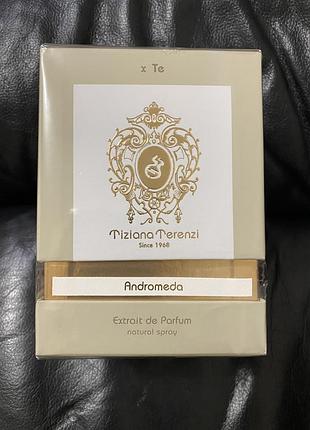 x Te
Tiziana Terenzi
Since 1968
Andromeda
Extrait de Parfum
natural spray